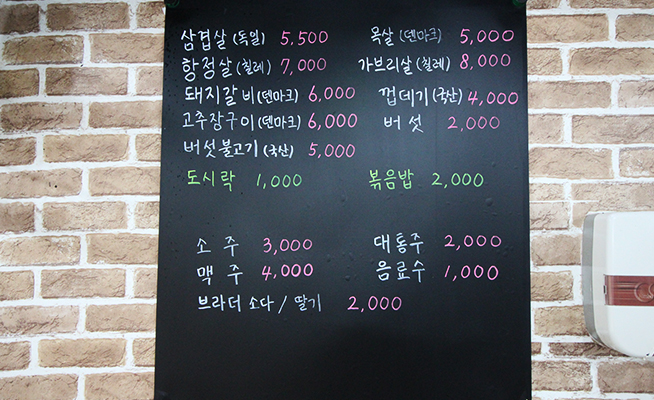 삼겹살(독일) 5,500 목살(덴마크) 5,000
항정살(칠레) 7,000 가브리살(칠레) 8,000
돼지갈비(덴마크) 6,000 껍데기(국산) 4,000
고추장구이(덴마크) 6,000 버섯 2,000
버섯불고기(국산) 5,000
도시락 1,000 볶음밥 2,000
소주 3,000 대통주 2,000
맥주 4,000 음료수 1,000
브라더 소다/딸기 2,000